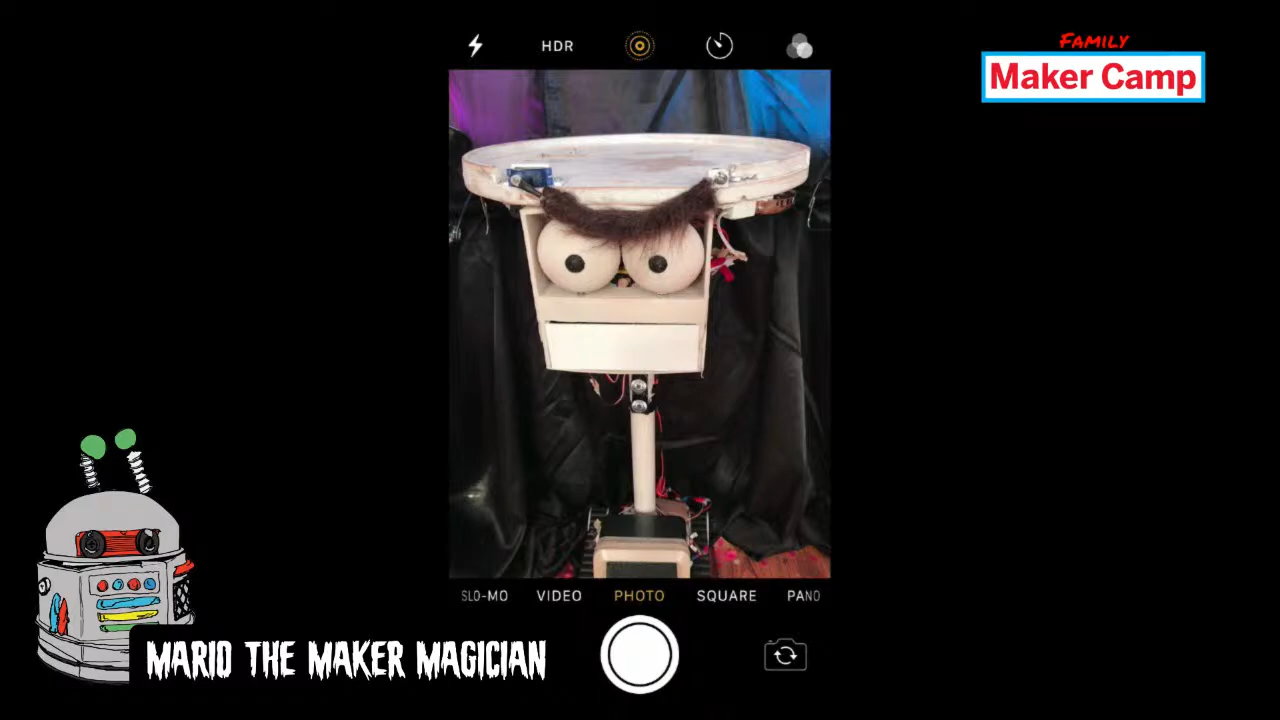 HDR
FAMILY
Maker Camp
SLO-MO VIDEO PHOTO SQUARE PANO
MARIO THE MAKER MAGICIAN